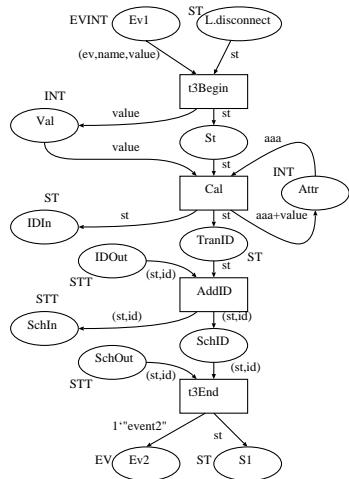 EVINT Ev1 ST L.disconnect
(ev,name,value) st
t3Begin
INT value st
Val St
value st aaa
Cal INT Attr
ST st st
IDIn aaa+value
TranID
IDOut st ST
STT (st,id)
AddID
STT (st,id) (st,id)
SchIn
SchID
SchOut
STT (st,id) (st,id)
t3End
1‘"event2" st
EV Ev2 ST S1